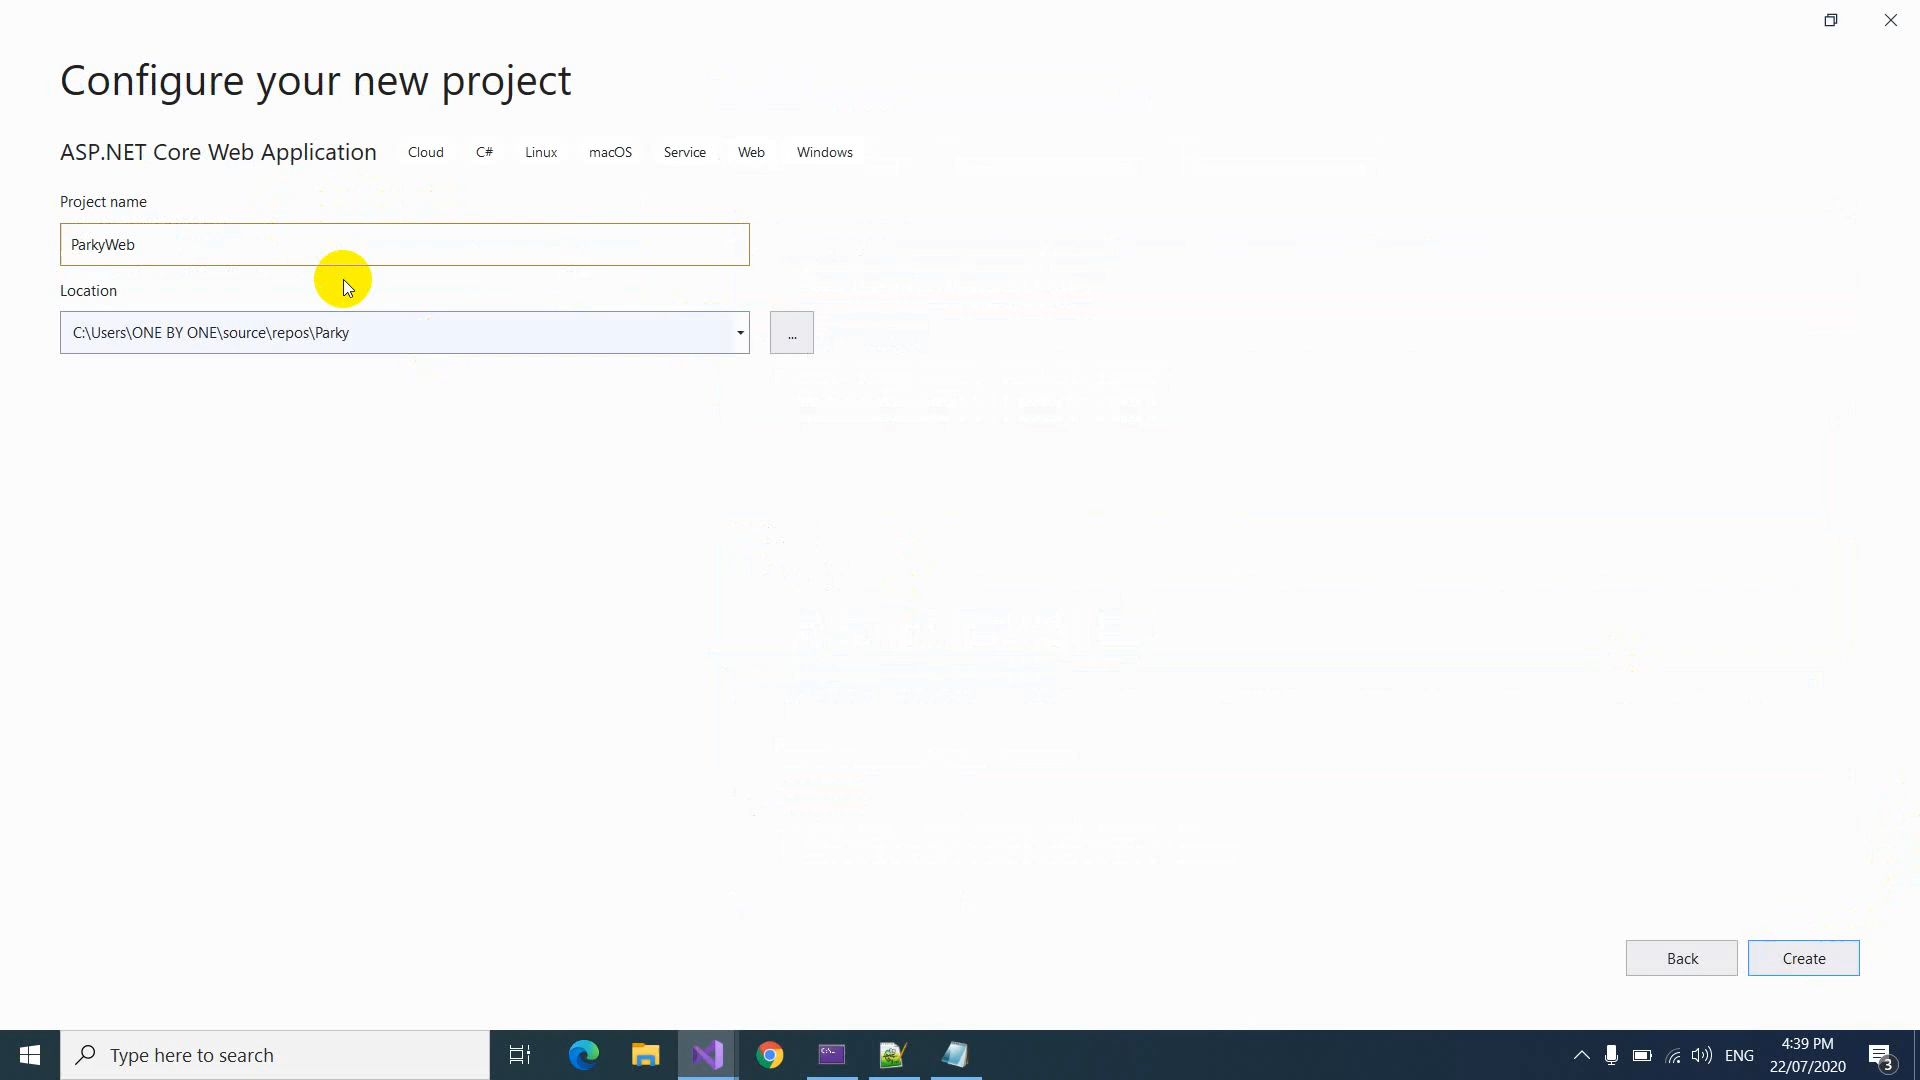 Configure your new project
ASP.NET Core Web Application Cloud C# Linux macOS Service Web Windows
Project name
ParkyWeb
Location
C:\Users\ONE BY ONE\source\repos\Parky
...
Back Create
Type here to search
C:\_
ENG
4:39 PM
22/07/2020
3